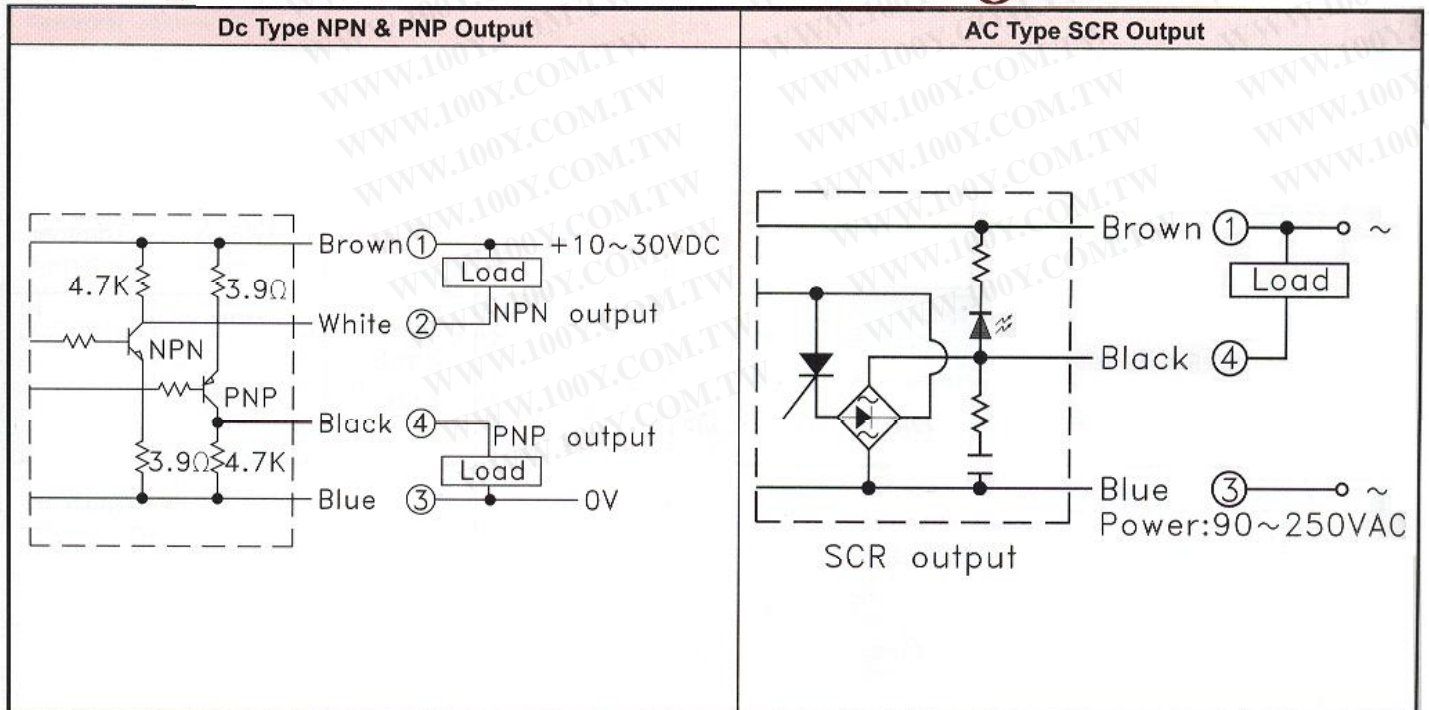 Dc Type NPN & PNP Output
AC Type SCR Output
Brown ① +10~30VDC
4.7K
3.9Ω
Load
White ② NPN output
NPN
PNP
Black ④ PNP output
3.9Ω
4.7K
Load
Blue ③ 0V
Brown ① ~
Load
Black ④
Blue ③ ~
Power:90~250VAC
SCR output
WWW.100Y.COM.TW